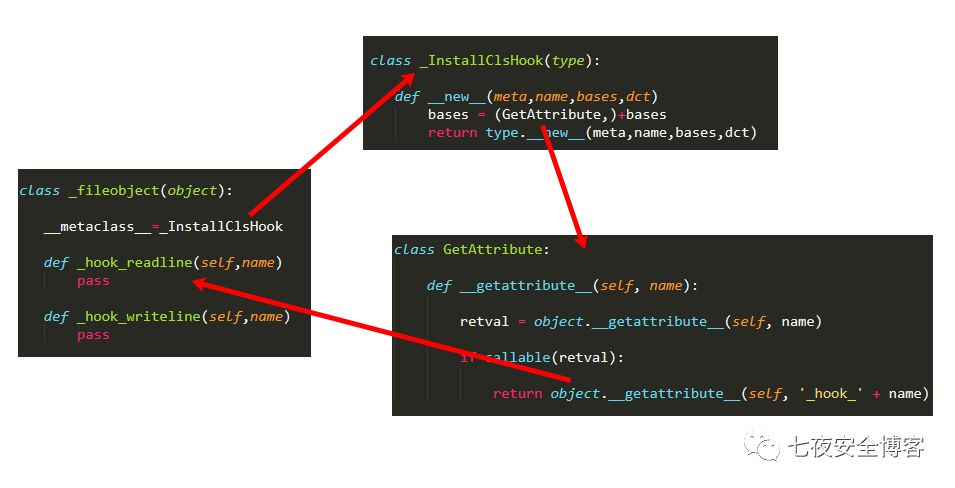 class _InstallClsHook(type):
def __new__(meta,name,bases,dct)
bases = (GetAttribute,)+bases
return type.__new__(meta,name,bases,dct)
class _fileobject(object):
__metaclass__=_InstallClsHook
def _hook_readline(self,name)
pass
def _hook_writeline(self,name)
pass
class GetAttribute:
def __getattribute__(self, name):
retval = object.__getattribute__(self, name)
if callable(retval):
return object.__getattribute__(self, '_hook_' + name)
七夜安全博客